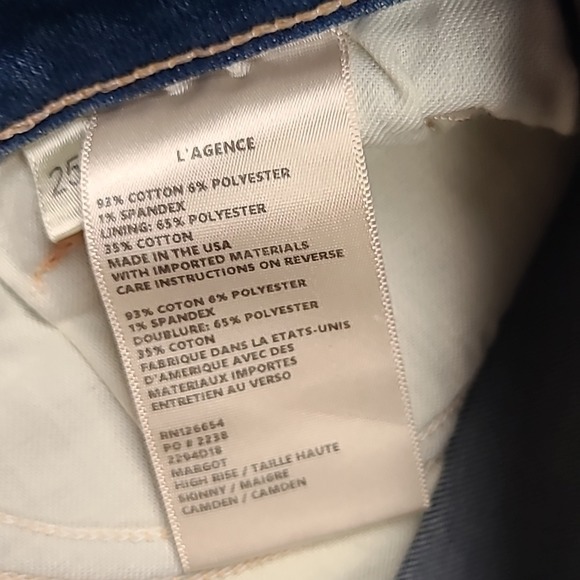 L'AGENCE
25
93% COTTON 6% POLYESTER
1% SPANDEX
LINING: 65% POLYESTER
35% COTTON
MADE IN THE USA
WITH IMPORTED MATERIALS
CARE INSTRUCTIONS ON REVERSE
93% COTON 6% POLYESTER
1% SPANDEX
DOUBLURE: 65% POLYESTER
35% COTON
FABRIQUE DANS LA ETATS-UNIS
D'AMERIQUE AVEC DES
MATERIAUX IMPORTES
ENTRETIEN AU VERSO
RN126654
PO # 2238
2294D18
MARGOT
HIGH RISE / TAILLE HAUTE
SKINNY / MAIGRE
CAMDEN / CAMDEN